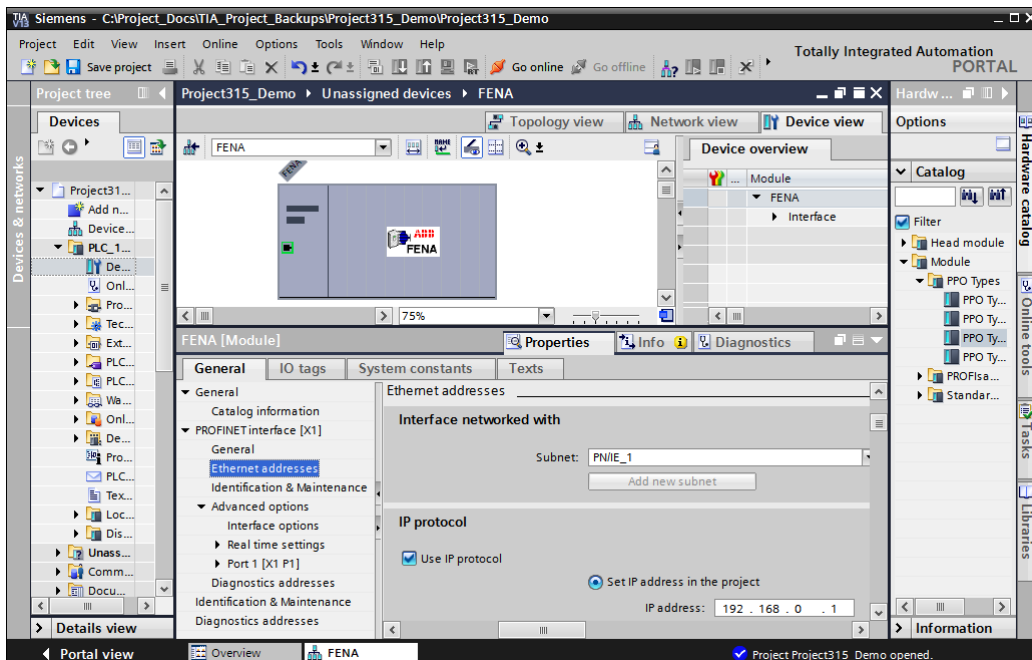 TIA V13 Siemens - C:\Project_Docs\TIA_Project_Backups\Project315_Demo\Project315_Demo
Project Edit View Insert Online Options Tools Window Help
Totally Integrated Automation
PORTAL
Save project Go online Go offline
Project tree
Project315_Demo Unassigned devices FENA
Hardw...
Devices
Topology view Network view Device view
Options
FENA
Device overview
Devices & networks
FENA
... Module
FENA
Interface
ABB
FENA
75%
Project31...
Add n...
Device...
PLC_1...
De...
Onl...
Pro...
Tec...
Ext...
PLC...
PLC...
Wa...
Onl...
De...
Pro...
PLC...
Tex...
Loc...
Dis...
Unass...
Comm...
Docu...
Details view
Catalog
Filter
Head module
Module
PPO Types
PPO Ty...
PPO Ty...
PPO Ty...
PPO Ty...
PROFIsa...
Standar...
Information
Hardware catalog
Online tools
Tasks
Libraries
FENA [Module]
Properties Info Diagnostics
General IO tags System constants Texts
General
Catalog information
PROFINET interface [X1]
General
Ethernet addresses
Identification & Maintenance
Advanced options
Interface options
Real time settings
Port 1 [X1 P1]
Diagnostics addresses
Identification & Maintenance
Diagnostics addresses
Ethernet addresses
Interface networked with
Subnet: PN/IE_1
Add new subnet
IP protocol
Use IP protocol
Set IP address in the project
IP address: 192 . 168 . 0 . 1
Portal view Overview FENA
Project Project315_Demo opened.